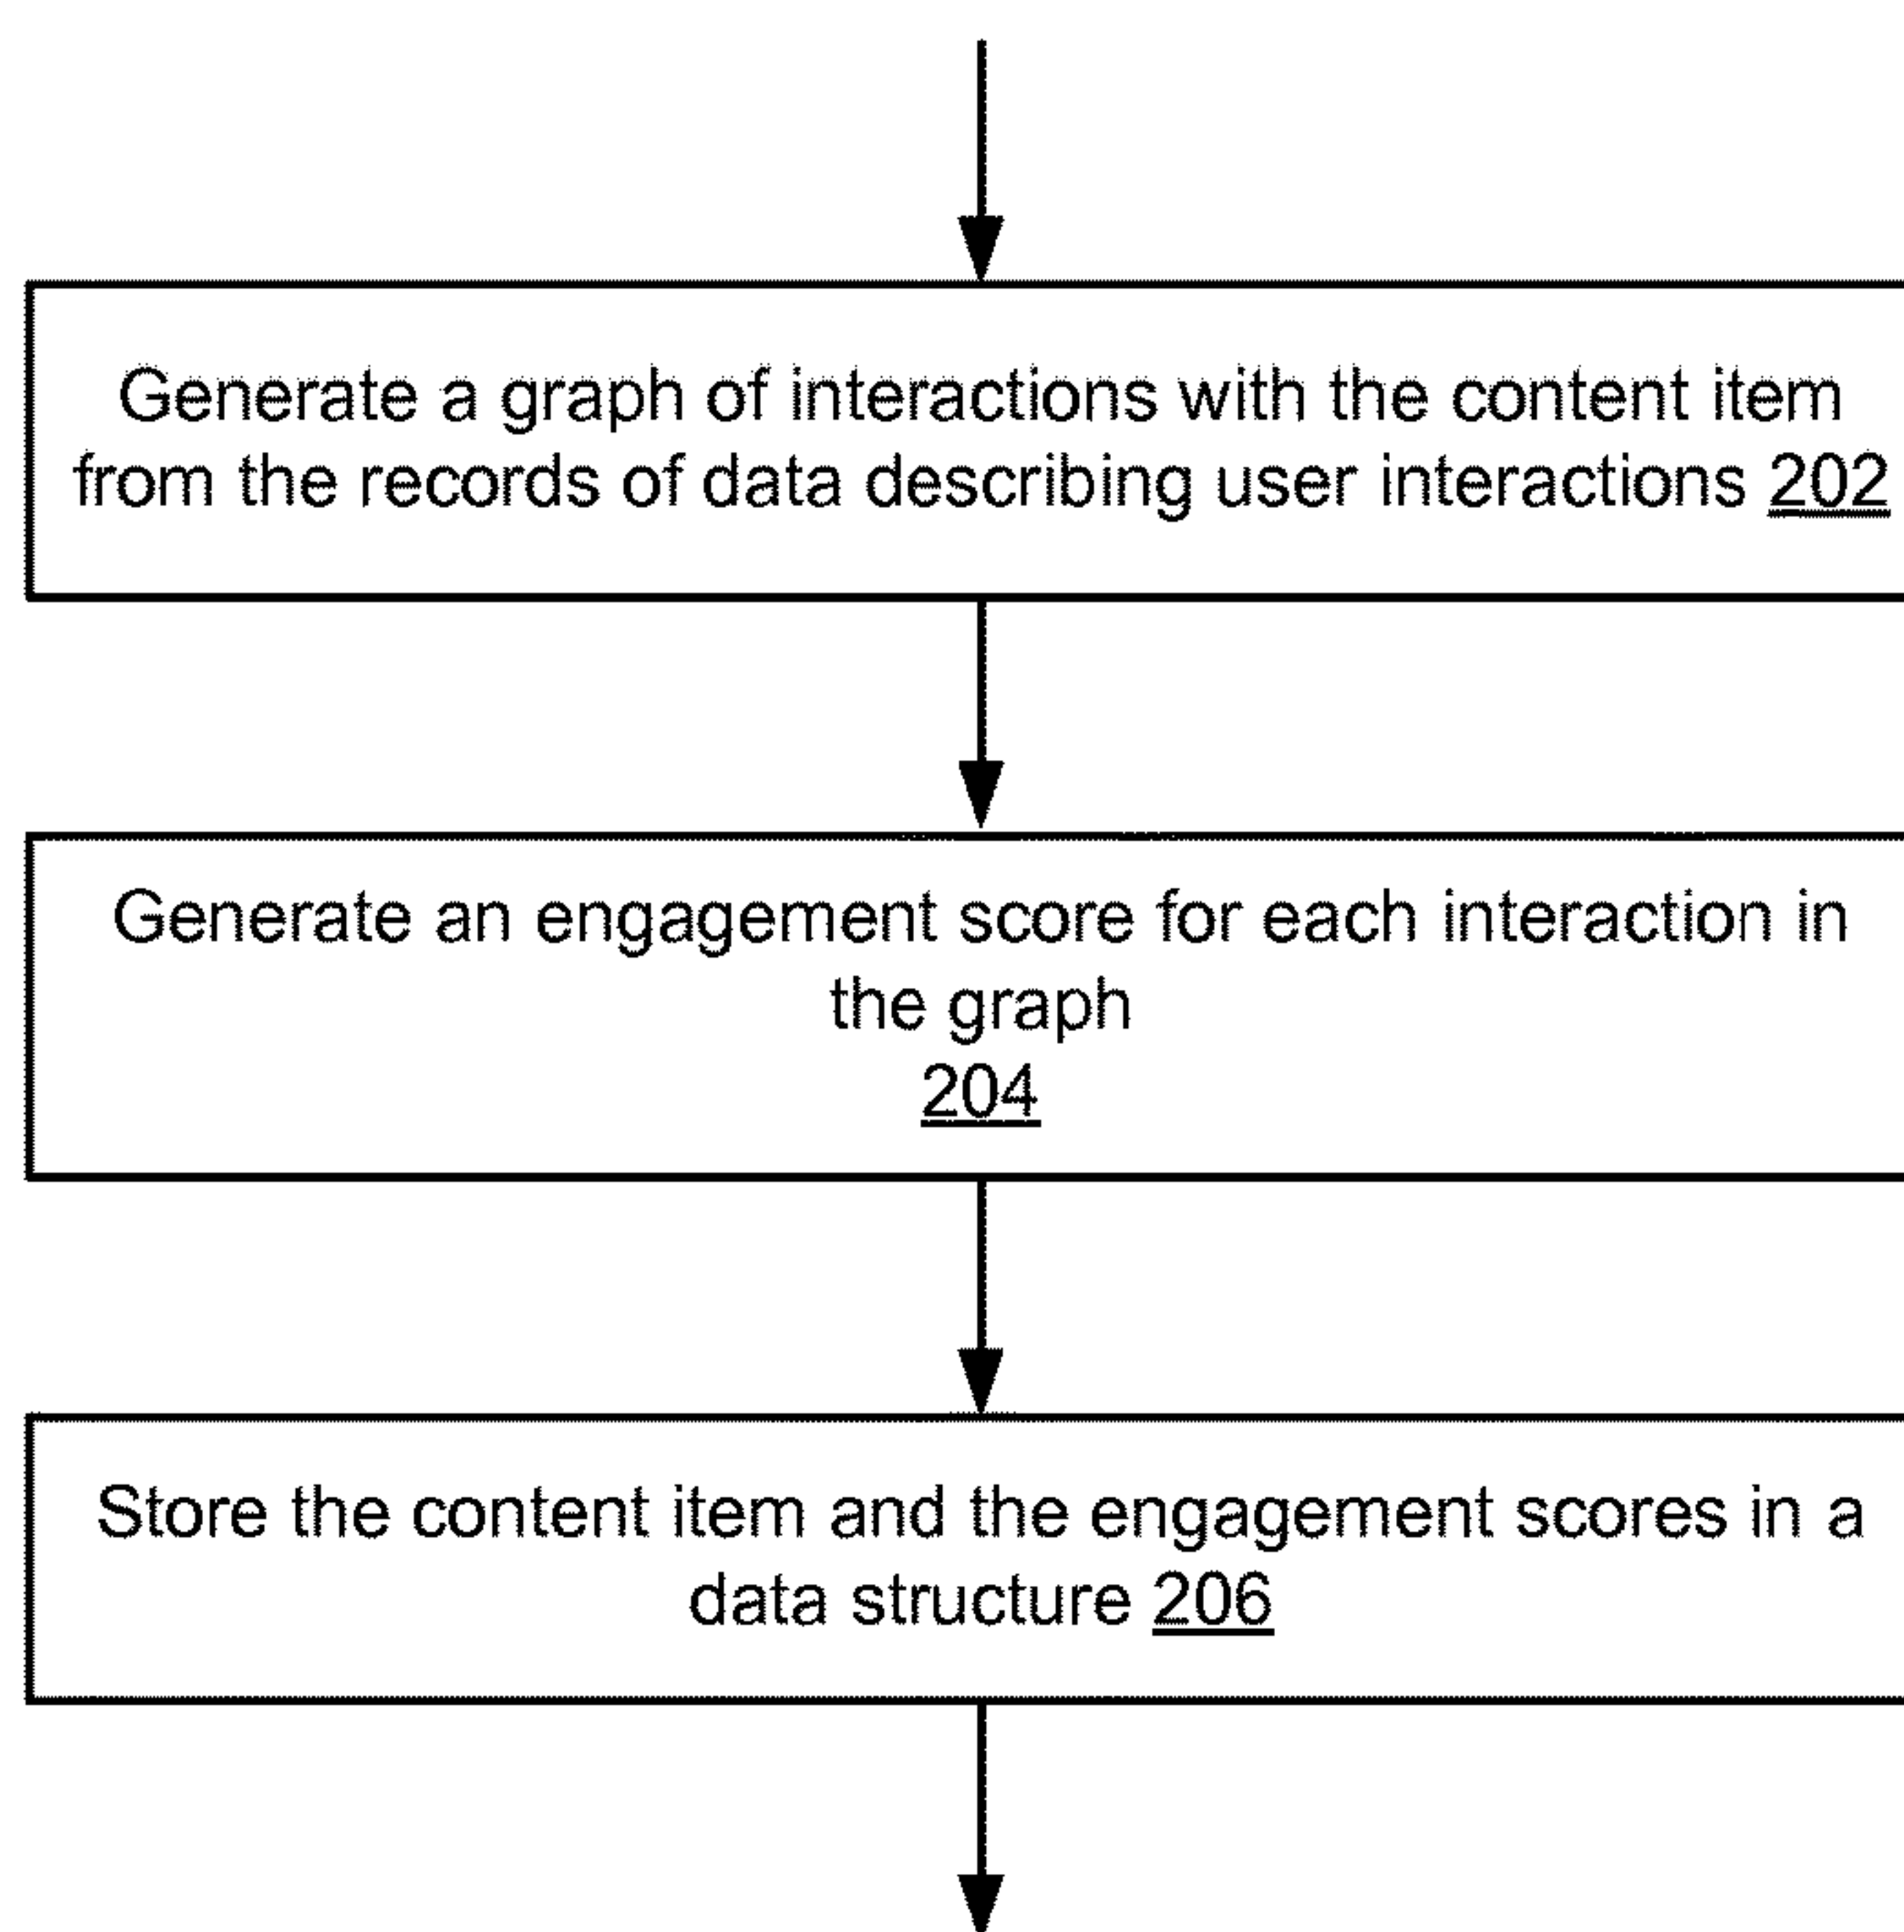 Generate a graph of interactions with the content item
from the records of data describing user interactions 202
Generate an engagement score for each interaction in
the graph
204
Store the content item and the engagement scores in a
data structure 206